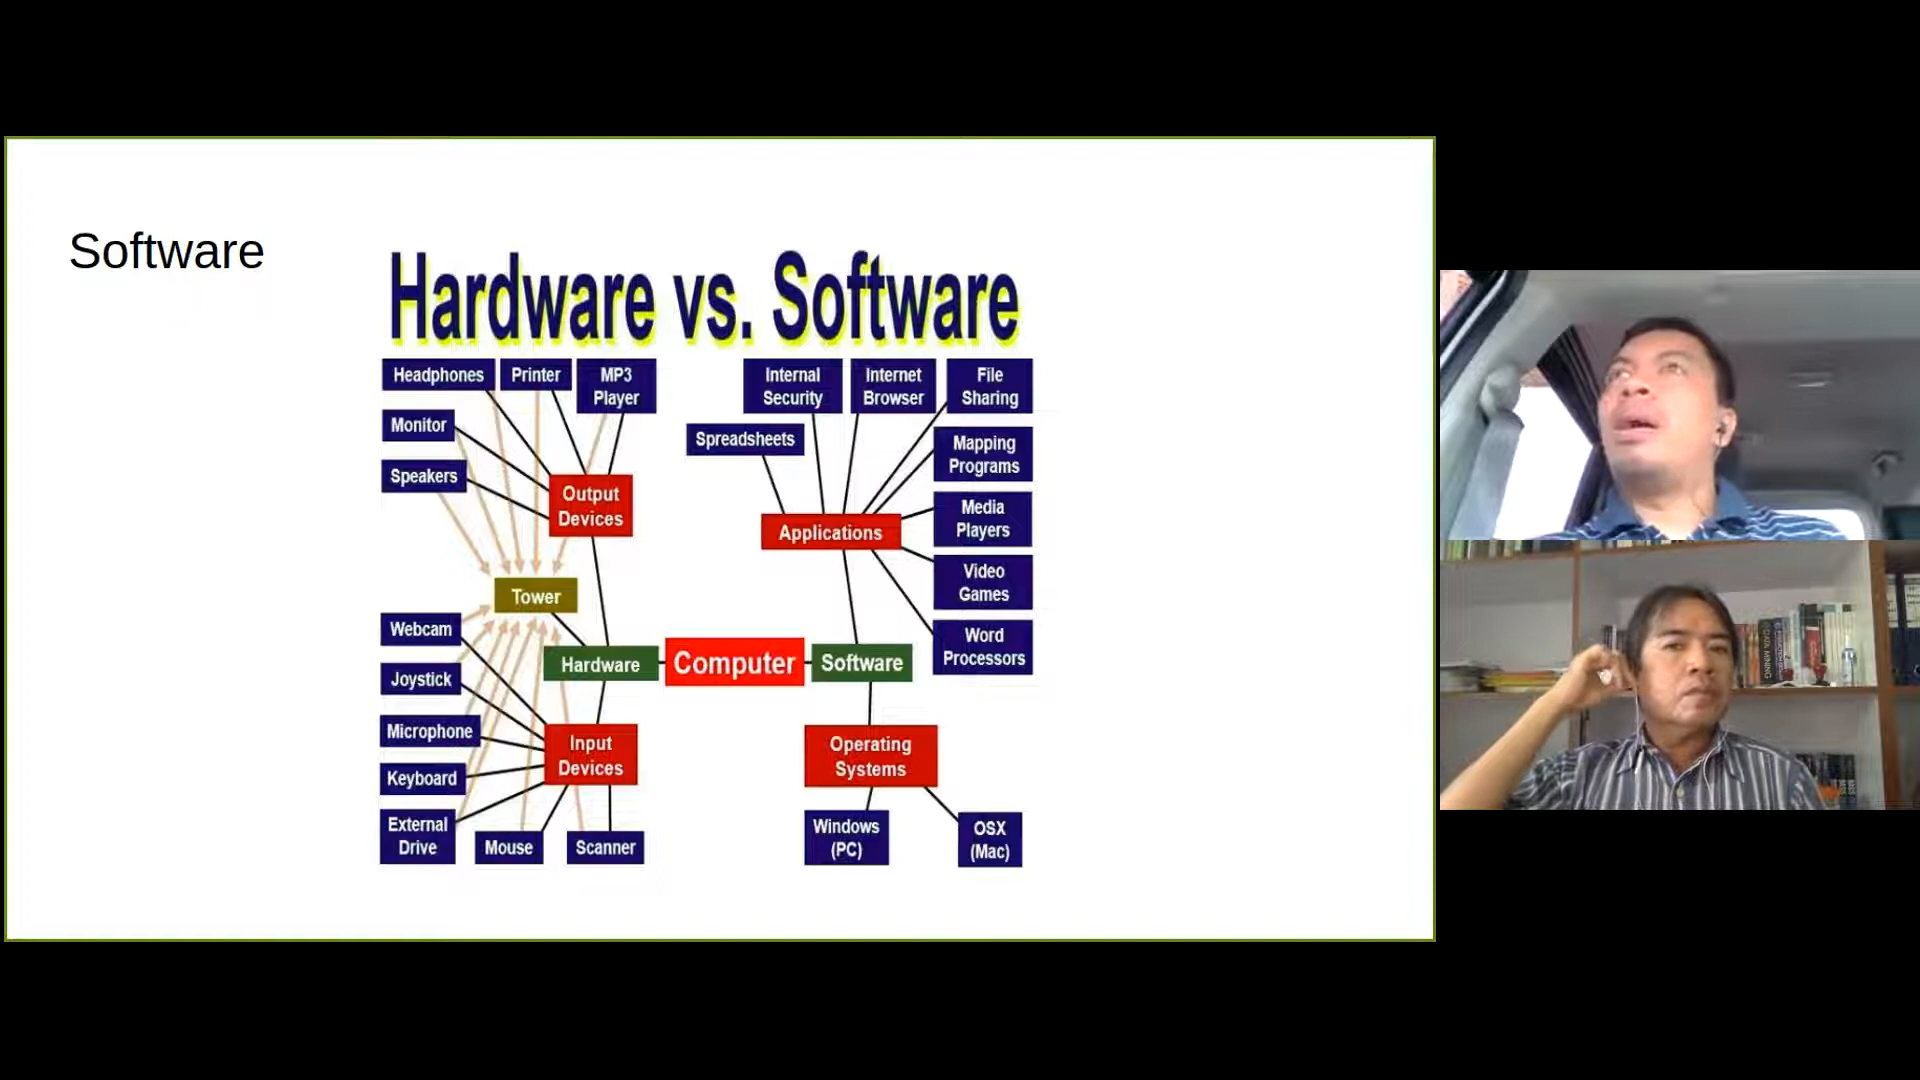 Software
Hardware vs. Software
Headphones
Printer
MP3
Player
Monitor
Speakers
Output
Devices
Tower
Webcam
Joystick
Microphone
Keyboard
External
Drive
Mouse
Scanner
Input
Devices
Hardware
Computer
Software
Internal
Security
Internet
Browser
File
Sharing
Spreadsheets
Mapping
Programs
Media
Players
Applications
Video
Games
Word
Processors
Operating
Systems
Windows
(PC)
OSX
(Mac)
DATA MINING